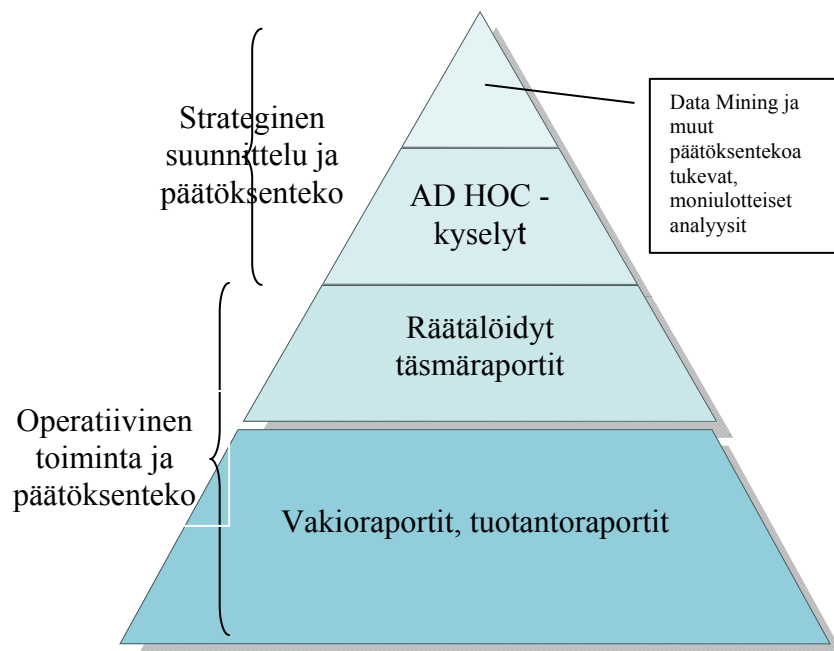 Strateginen
suunnittelu ja
päätöksenteko
Data Mining ja
muut
päätöksentekoa
tukevat,
moniulotteiset
analyysit
AD HOC -
kyselyt
Räätälöidyt
täsmäraportit
Operatiivinen
toiminta ja
päätöksenteko
Vakioraportit, tuotantoraportit